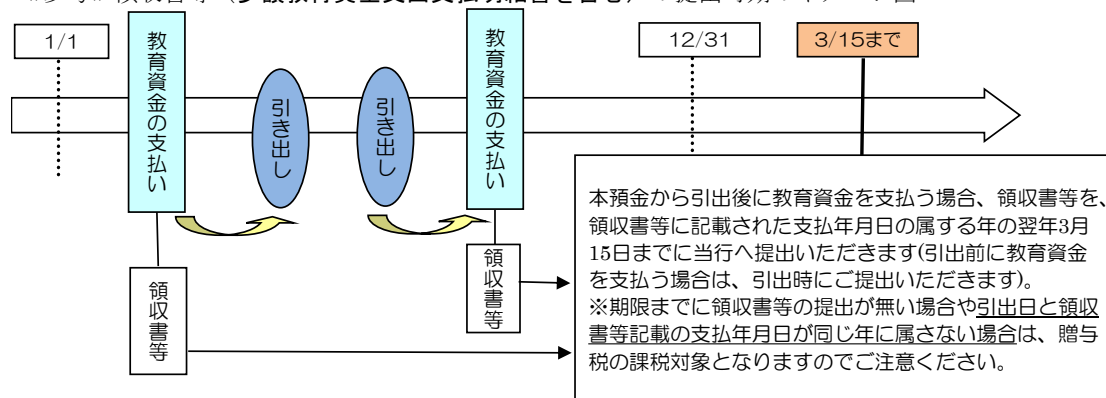 1/1
教育資金の支払い
引き出し
引き出し
教育資金の支払い
12/31
3/15まで
領収書等
領収書等
本預金から引出後に教育資金を支払う場合、領収書等を、
領収書等に記載された支払年月日の属する年の翌年3月
15日までに当行へ提出いただきます(引出前に教育資金
を支払う場合は、引出時にご提出いただきます)。
※期限までに領収書等の提出が無い場合や引出日と領収
書等記載の支払年月日が同じ年に属さない場合は、贈与
税の課税対象となりますのでご注意ください。